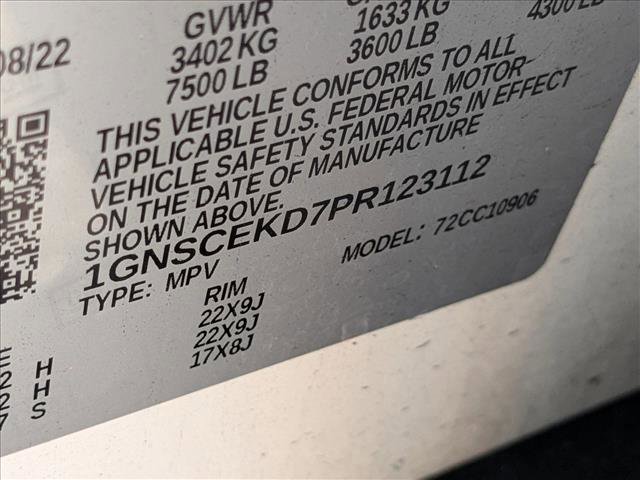 08/22
GVWR
3402 KG
7500 LB
1633 KG
3600 LB
4300 LB
THIS VEHICLE CONFORMS TO ALL
APPLICABLE U.S. FEDERAL MOTOR
VEHICLE SAFETY STANDARDS IN EFFECT
ON THE DATE OF MANUFACTURE
SHOWN ABOVE.
1GNSCEKD7PR123112
TYPE: MPV
MODEL: 72CC10906
RIM
22X9J
22X9J
17X8J
H
H
S